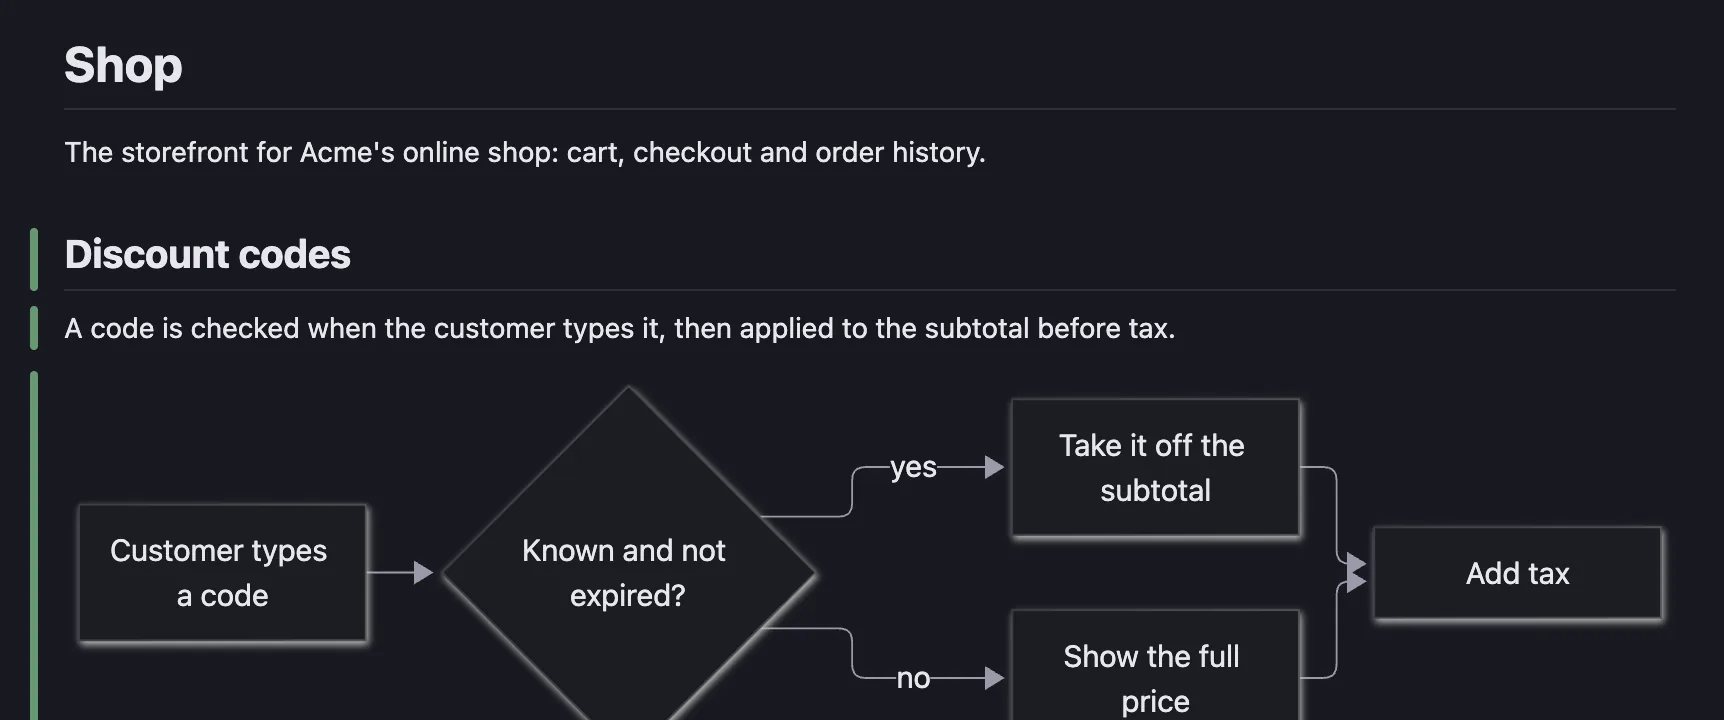 Shop
The storefront for Acme's online shop: cart, checkout and order history.
Discount codes
A code is checked when the customer types it, then applied to the subtotal before tax.
Customer types
a code
Known and not
expired?
yes
Take it off the
subtotal
no
Show the full
price
Add tax